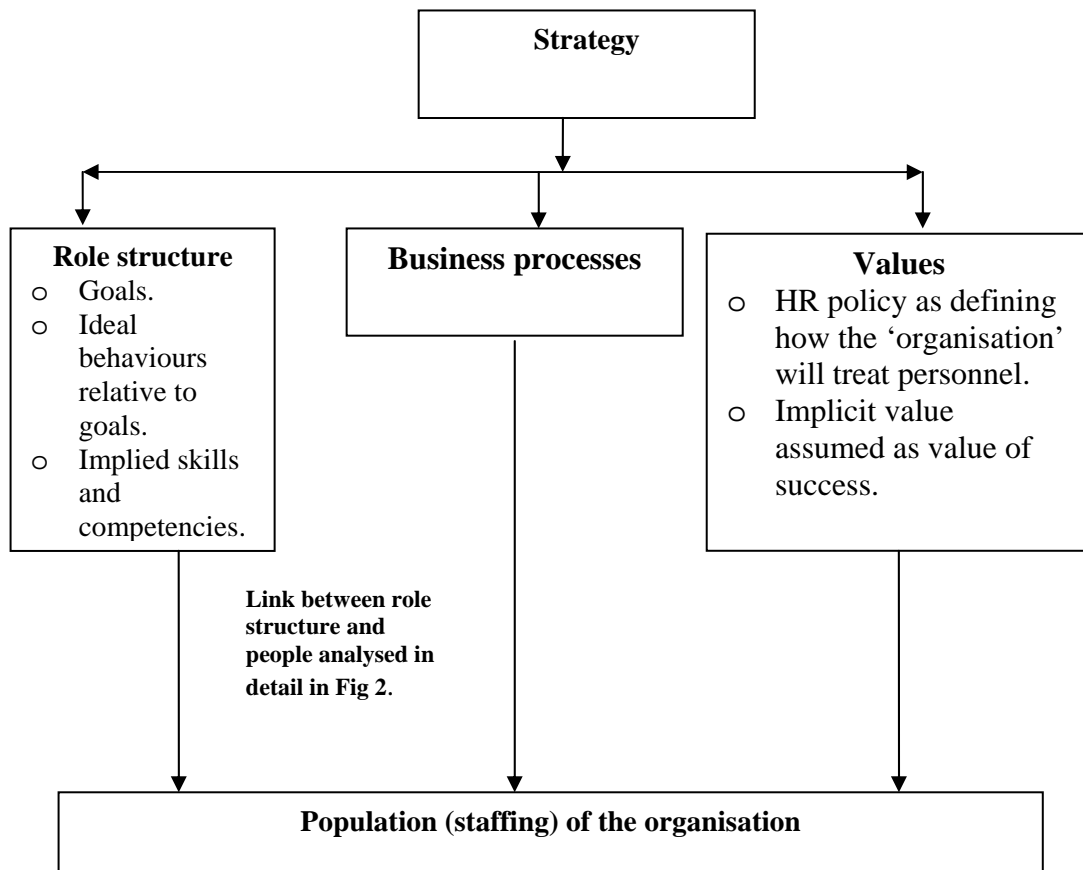 Strategy
Role structure
o Goals.
o Ideal
behaviours
relative to
goals.
o Implied skills
and
competencies.
Business processes
Values
o HR policy as defining
how the ‘organisation’
will treat personnel.
o Implicit value
assumed as value of
success.
Link between role
structure and
people analysed in
detail in Fig 2.
Population (staffing) of the organisation